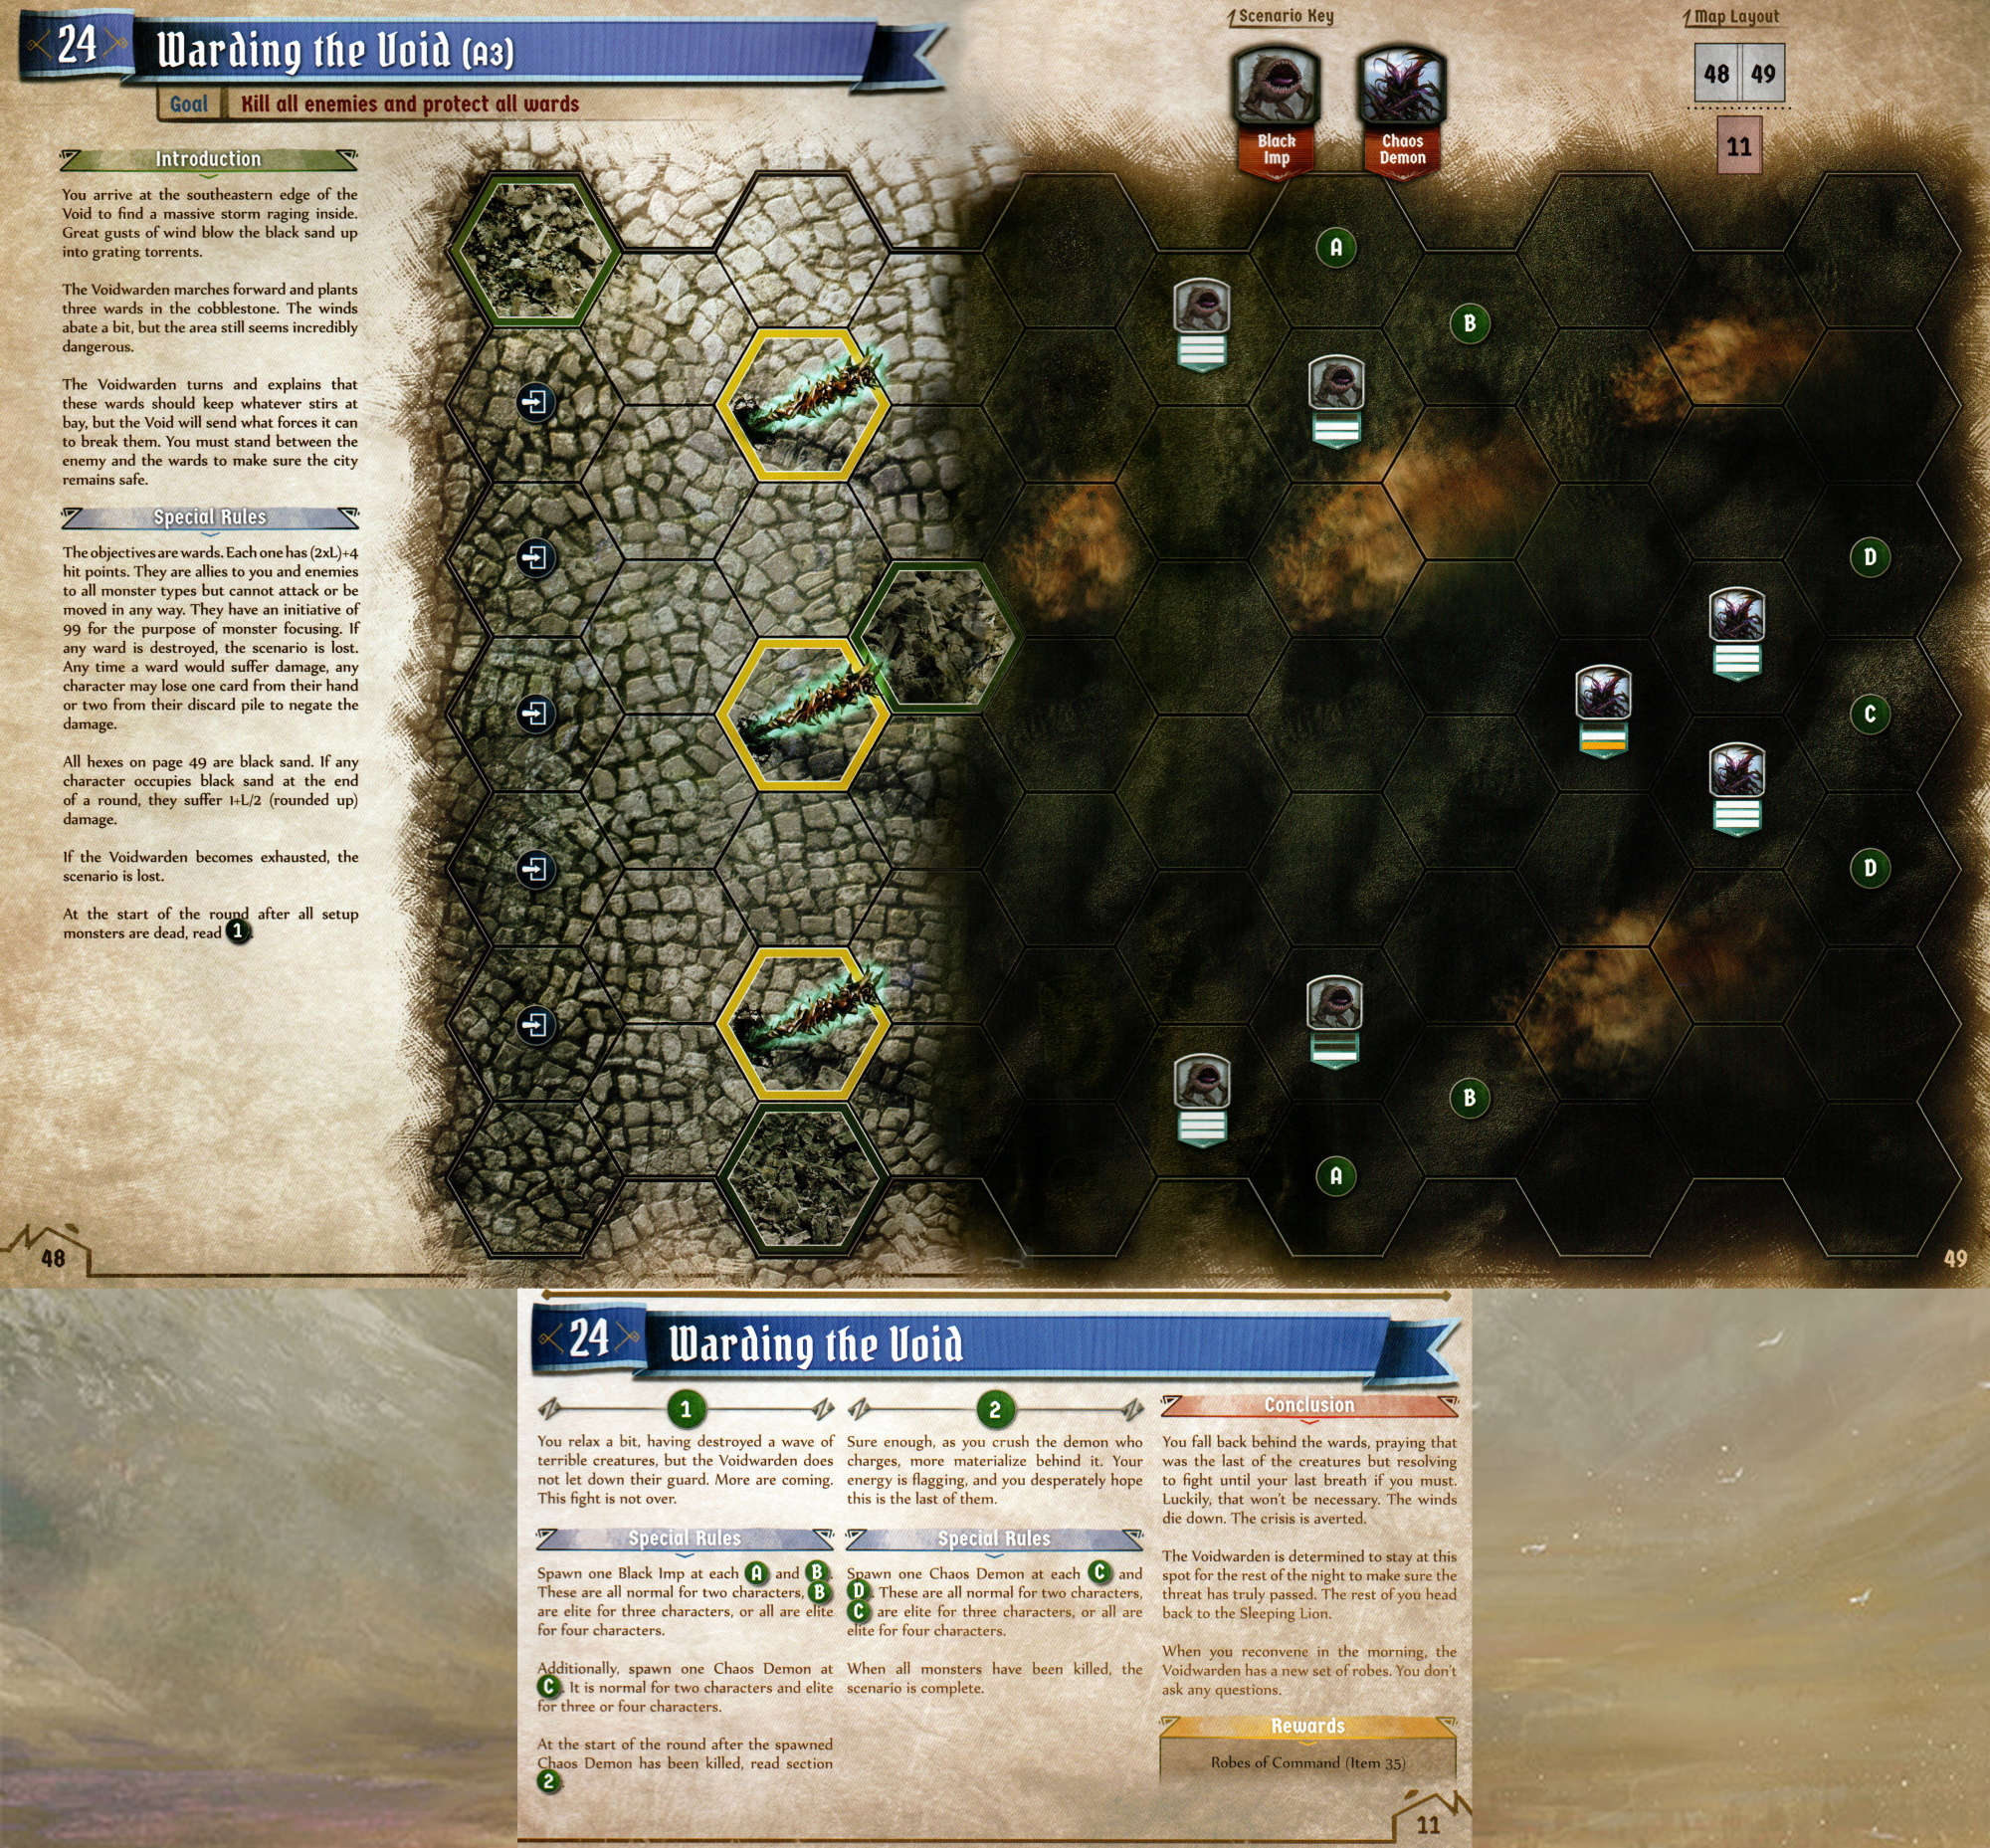 24
Warding the Void (A3)
Goal Kill all enemies and protect all wards
Scenario Key
Black
Imp
Chaos
Demon
Map Layout
48 49
11
Introduction
You arrive at the southeastern edge of the
Void to find a massive storm raging inside.
Great gusts of wind blow the black sand up
into grating torrents.
The Voidwarden marches forward and plants
three wards in the cobblestone. The winds
abate a bit, but the area still seems incredibly
dangerous.
The Voidwarden turns and explains that
these wards should keep whatever stirs at
bay, but the Void will send what forces it can
to break them. You must stand between the
enemy and the wards to make sure the city
remains safe.
Special Rules
The objectives are wards. Each one has (2xL)+4
hit points. They are allies to you and enemies
to all monster types but cannot attack or be
moved in any way. They have an initiative of
99 for the purpose of monster focusing. If
any ward is destroyed, the scenario is lost.
Any time a ward would suffer damage, any
character may lose one card from their hand
or two from their discard pile to negate the
damage.
All hexes on page 49 are black sand. If any
character occupies black sand at the end
of a round, they suffer 1+L/2 (rounded up)
damage.
If the Voidwarden becomes exhausted, the
scenario is lost.
At the start of the round after all setup
monsters are dead, read 1.
A
B
D
C
D
B
A
48
49
24
Warding the Void
1
You relax a bit, having destroyed a wave of
terrible creatures, but the Voidwarden does
not let down their guard. More are coming.
This fight is not over.
Special Rules
Spawn one Black Imp at each A and B.
These are all normal for two characters, B
are elite for three characters, or all are elite
for four characters.
Additionally, spawn one Chaos Demon at
C. It is normal for two characters and elite
for three or four characters.
At the start of the round after the spawned
Chaos Demon has been killed, read section
2.
2
Sure enough, as you crush the demon who
charges, more materialize behind it. Your
energy is flagging, and you desperately hope
this is the last of them.
Special Rules
Spawn one Chaos Demon at each C and
D. These are all normal for two characters,
C are elite for three characters, or all are
elite for four characters.
When all monsters have been killed, the
scenario is complete.
Conclusion
You fall back behind the wards, praying that
was the last of the creatures but resolving
to fight until your last breath if you must.
Luckily, that won't be necessary. The winds
die down. The crisis is averted.
The Voidwarden is determined to stay at this
spot for the rest of the night to make sure the
threat has truly passed. The rest of you head
back to the Sleeping Lion.
When you reconvene in the morning, the
Voidwarden has a new set of robes. You don't
ask any questions.
Rewards
Robes of Command (Item 35)
11